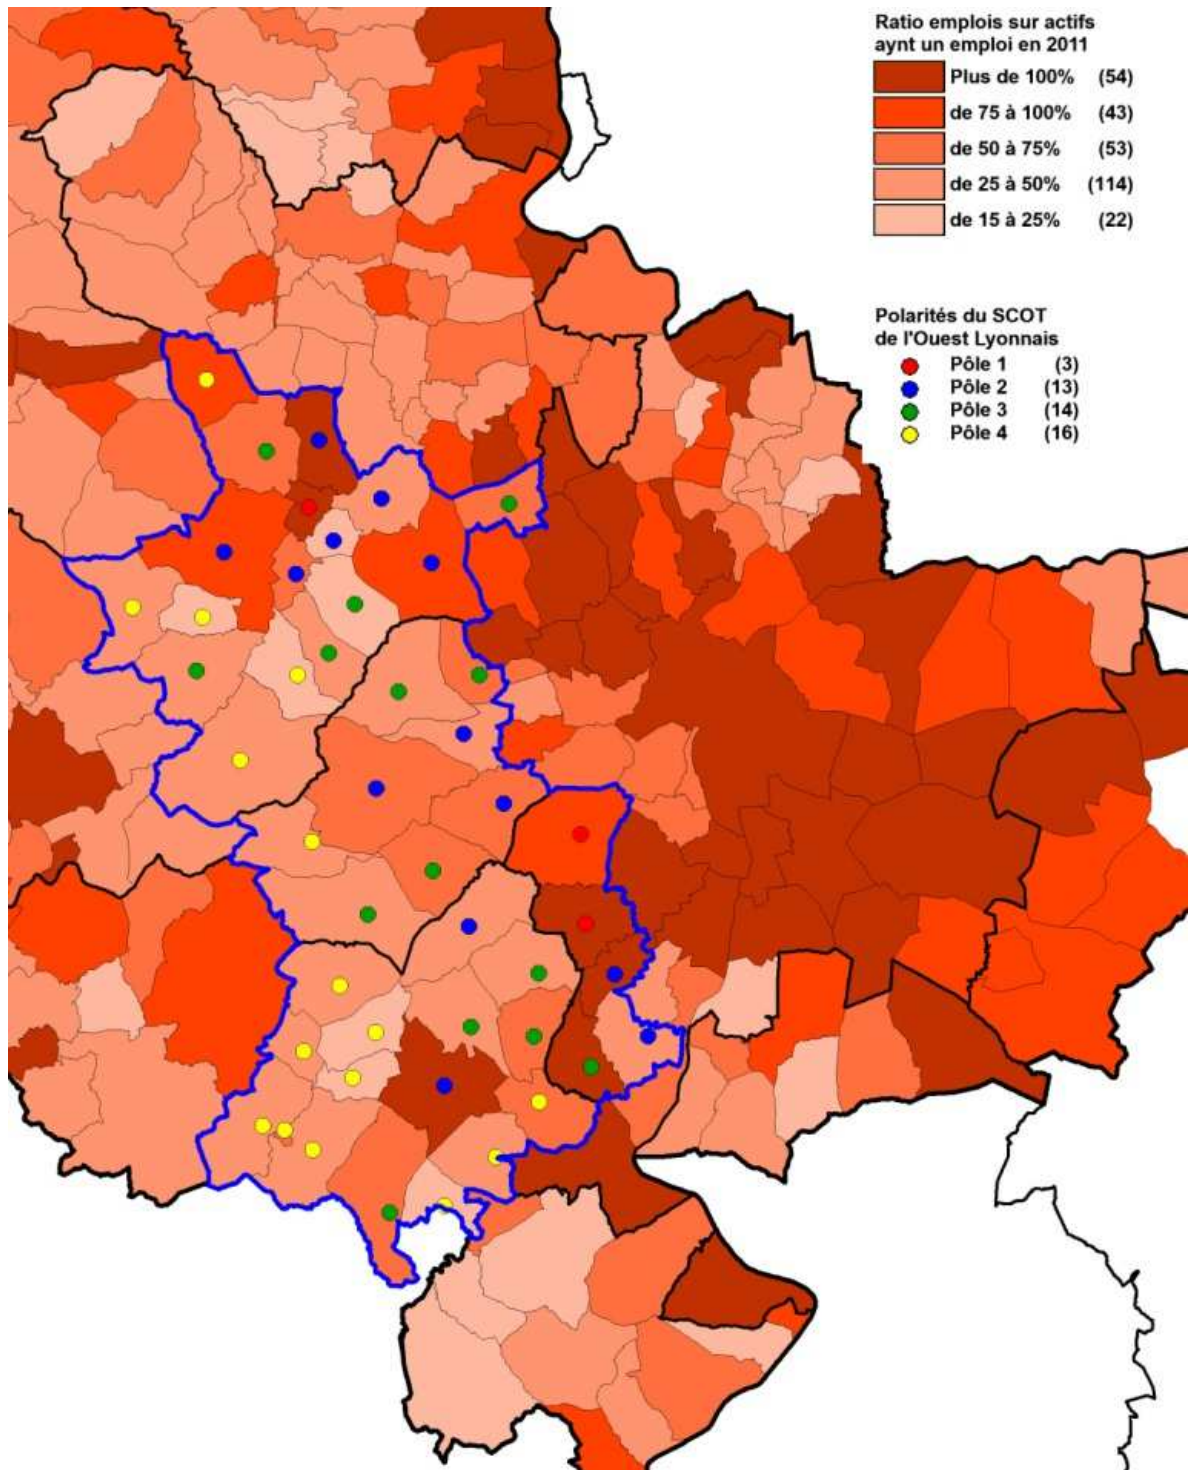 Ratio emplois sur actifs
aynt un emploi en 2011
Plus de 100% (54)
de 75 à 100% (43)
de 50 à 75% (53)
de 25 à 50% (114)
de 15 à 25% (22)
Polarités du SCOT
de l'Ouest Lyonnais
Pôle 1 (3)
Pôle 2 (13)
Pôle 3 (14)
Pôle 4 (16)